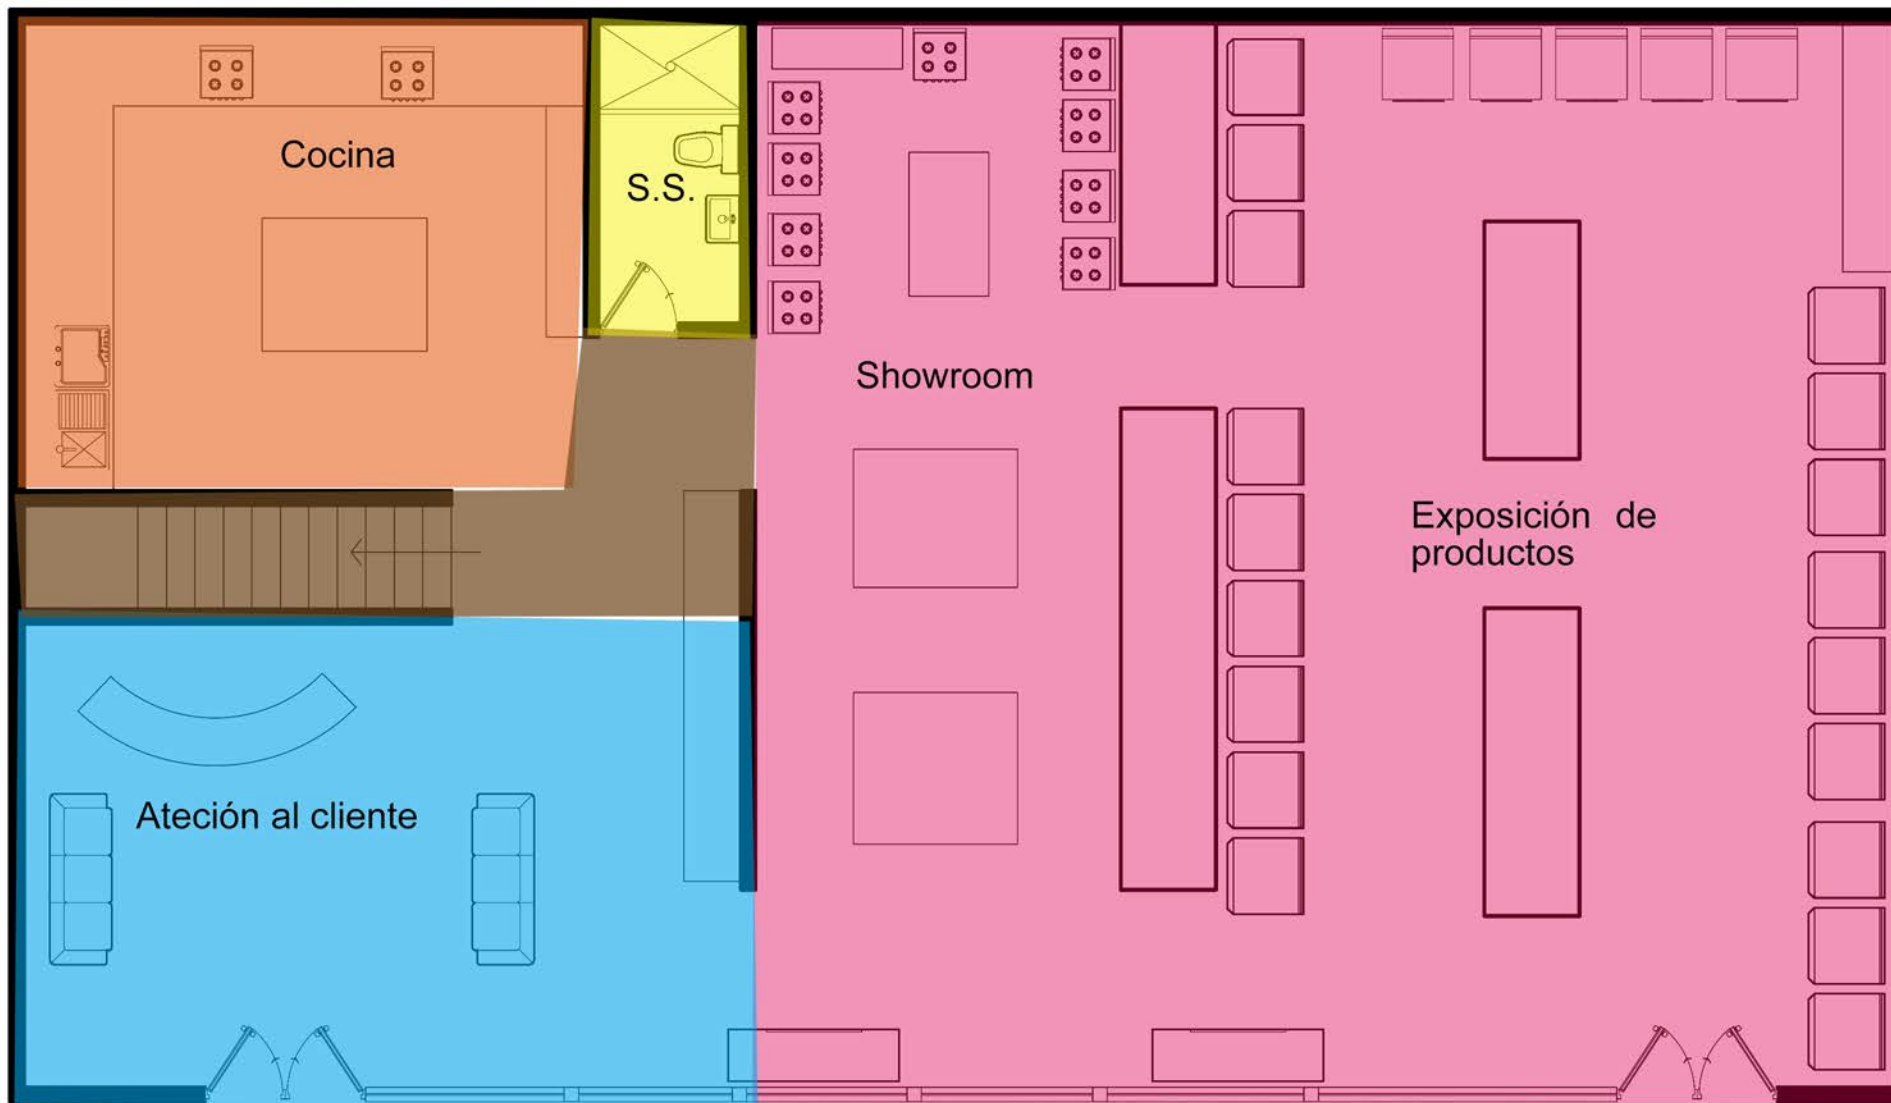 Cocina
S.S.
Showroom
Exposición de
productos
Ateción al cliente